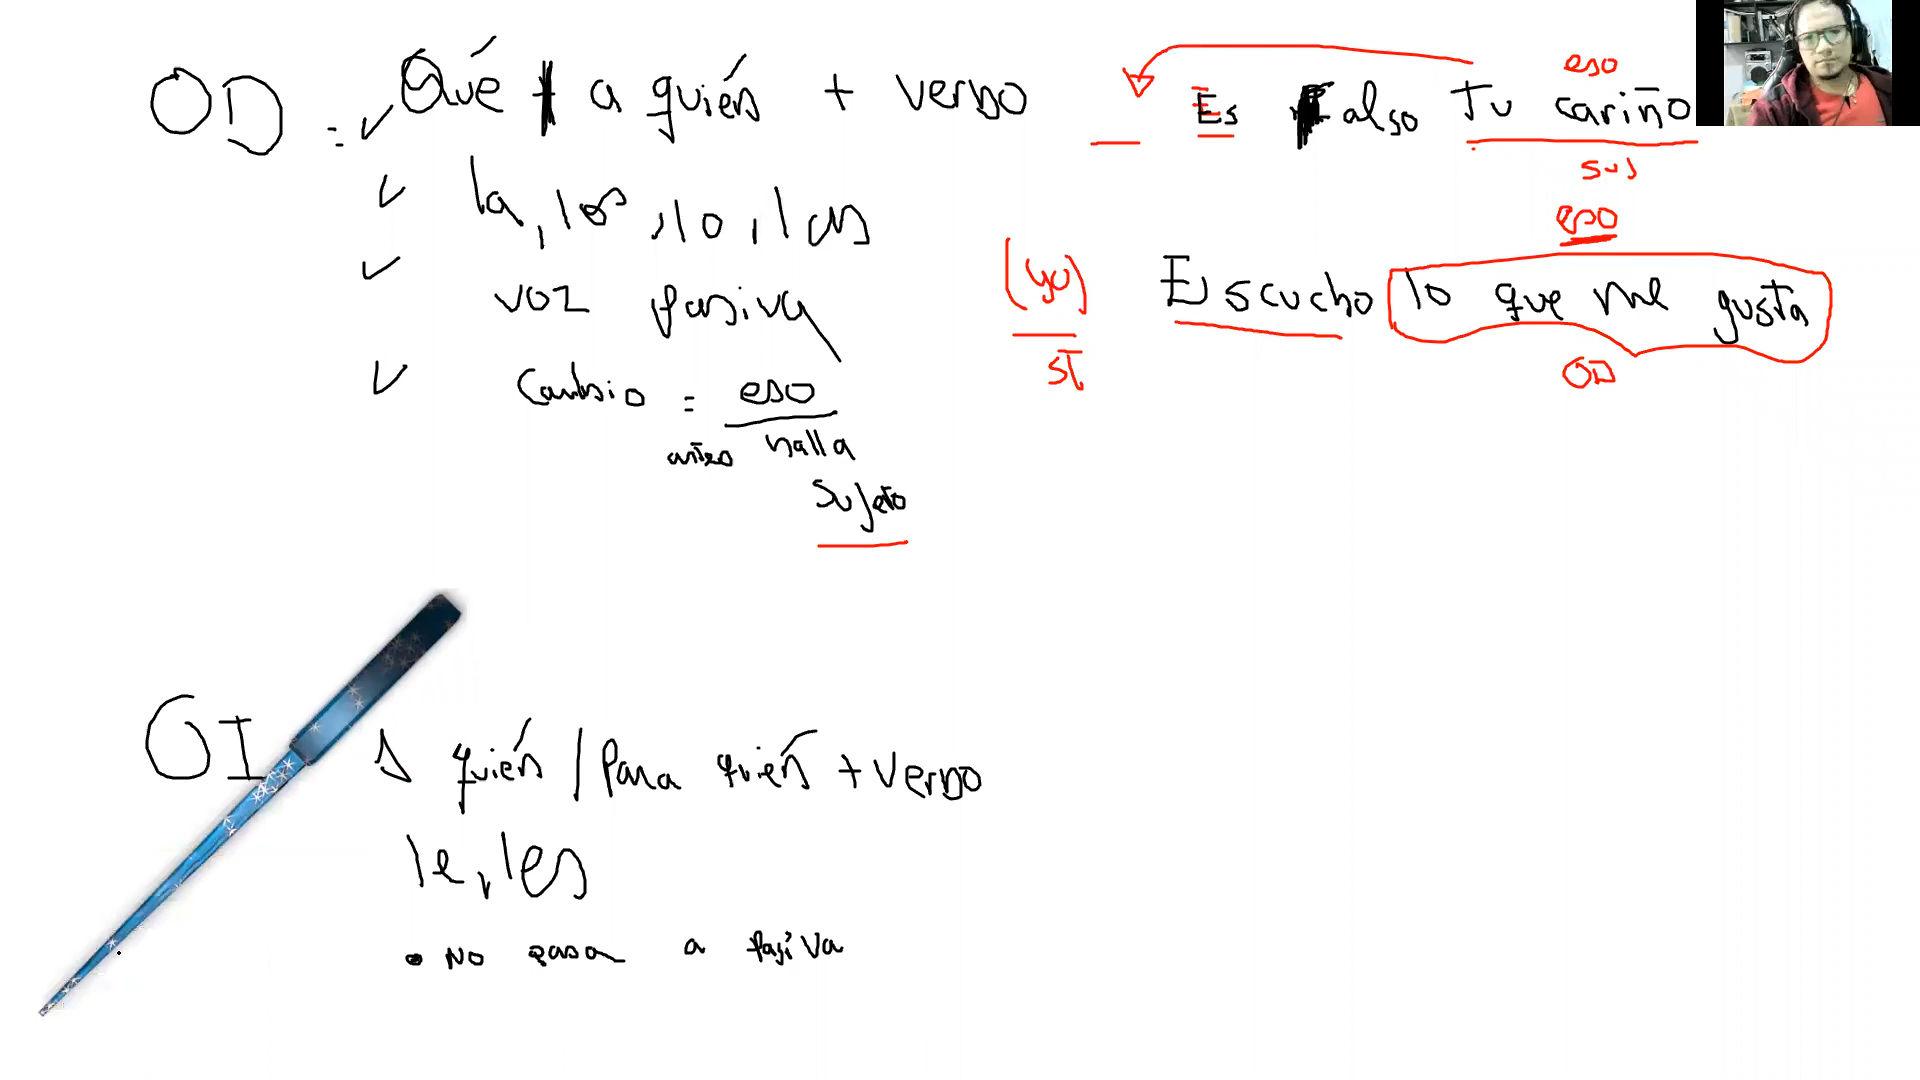 OD = Qué / a quién + verbo
la, los, lo, las
voz pasiva
Cambio = eso
antes halla
sujeto
Es falso Tu cariño
eso
sus
eso
(yo) Escucho lo que me gusta
ST
OD
OI A quién / Para quién + verbo
le, les
• No pasa a pasiva